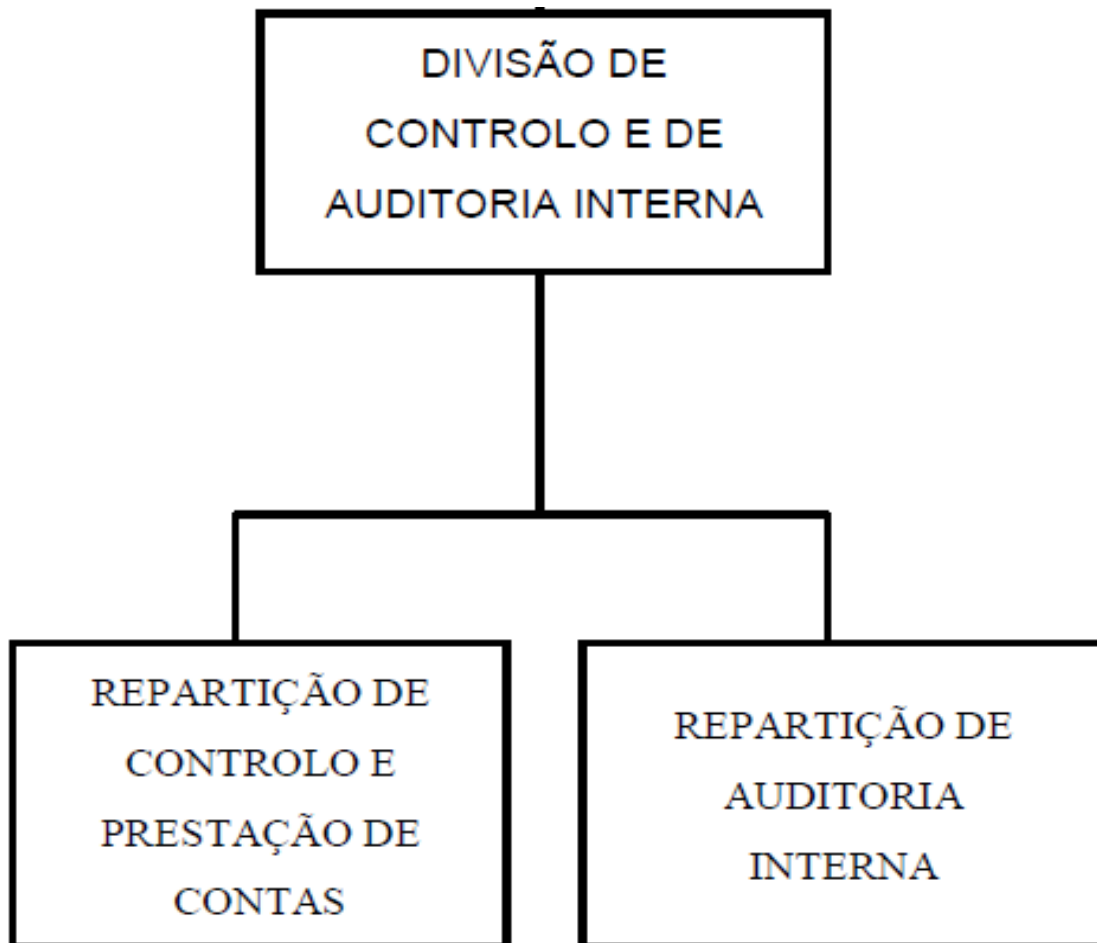 DIVISÃO DE
CONTROLO E DE
AUDITORIA INTERNA
REPARTIÇÃO DE
CONTROLO E
PRESTAÇÃO DE
CONTAS
REPARTIÇÃO DE
AUDITORIA
INTERNA